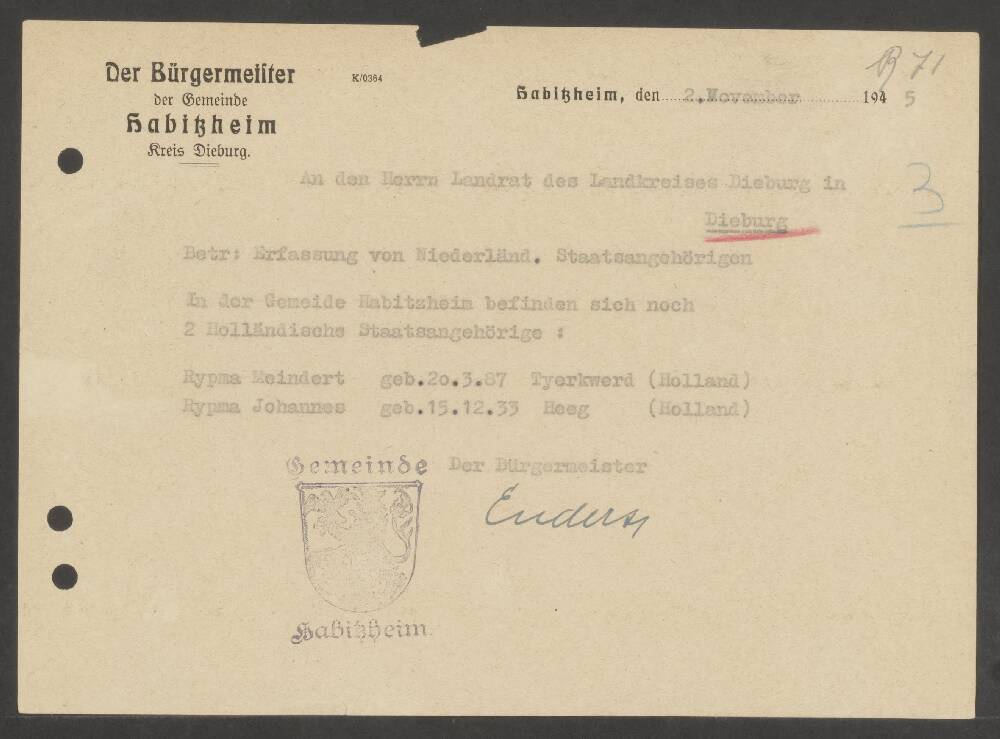 Der Bürgermeister
der Gemeinde
Habitzheim
Kreis Dieburg.
K/0364
R 71
Habitzheim, den 2.November 1945
3
An den Herrn Landrat des Landkreises Dieburg in
Dieburg
Betr: Erfassung von Niederländ. Staatsangehörigen
In der Gemeide Habitzheim befinden sich noch
2 Holländische Staatsangehörige :
Rypma Meindert geb.20.3.87 Tyerkwerd (Holland)
Rypma Johannes geb.15.12.33 Heeg (Holland)
Der Bürgermeister
Enders
Gemeinde
Habitzheim.